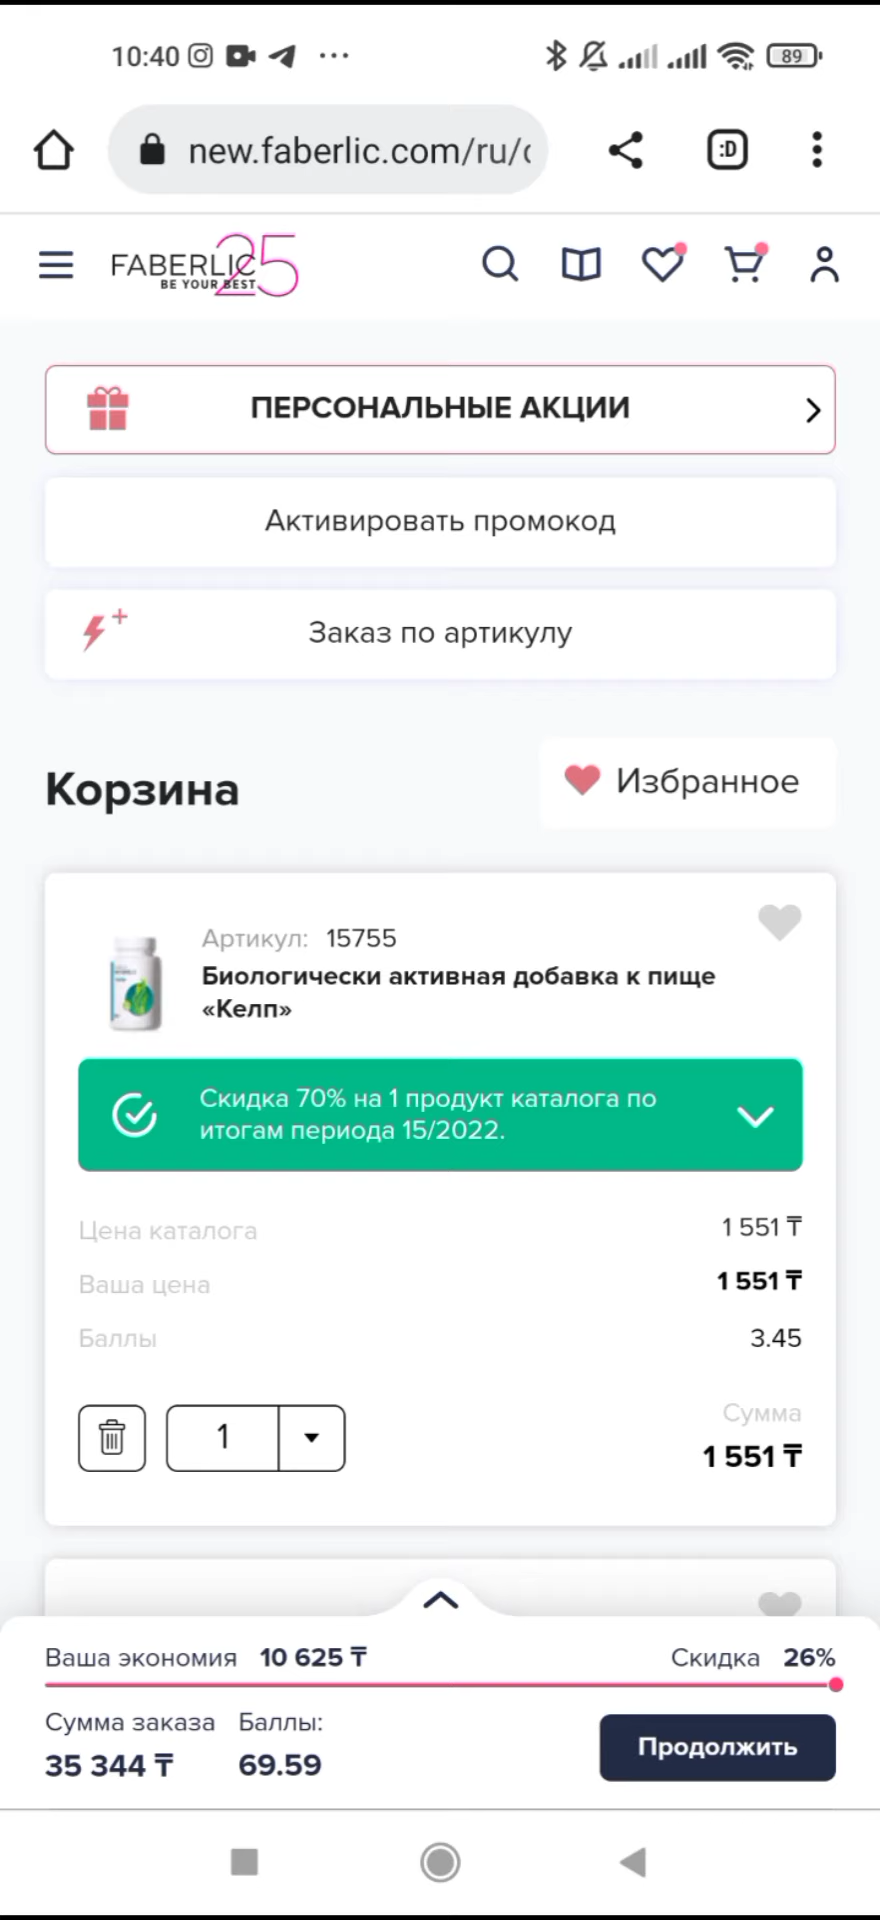 10:40
89
new.faberlic.com/ru/c
:D
FABERLIC 25
BE YOUR BEST
ПЕРСОНАЛЬНЫЕ АКЦИИ
Активировать промокод
Заказ по артикулу
Корзина
Избранное
Артикул: 15755
Биологически активная добавка к пище
«Келп»
Скидка 70% на 1 продукт каталога по
итогам периода 15/2022.
Цена каталога 1 551 ₸
Ваша цена 1 551 ₸
Баллы 3.45
1
Сумма
1 551 ₸
Ваша экономия 10 625 ₸ Скидка 26%
Сумма заказа Баллы:
35 344 ₸ 69.59
Продолжить